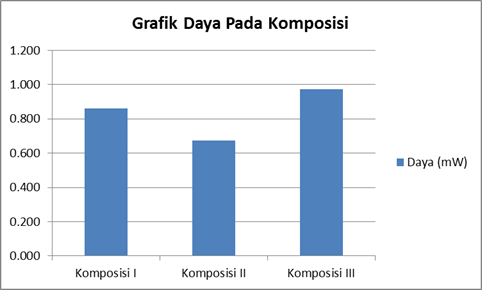 Grafik Daya Pada Komposisi
1.200
1.000
0.800
0.600
0.400
0.200
0.000
Komposisi I
Komposisi II
Komposisi III
Daya (mW)